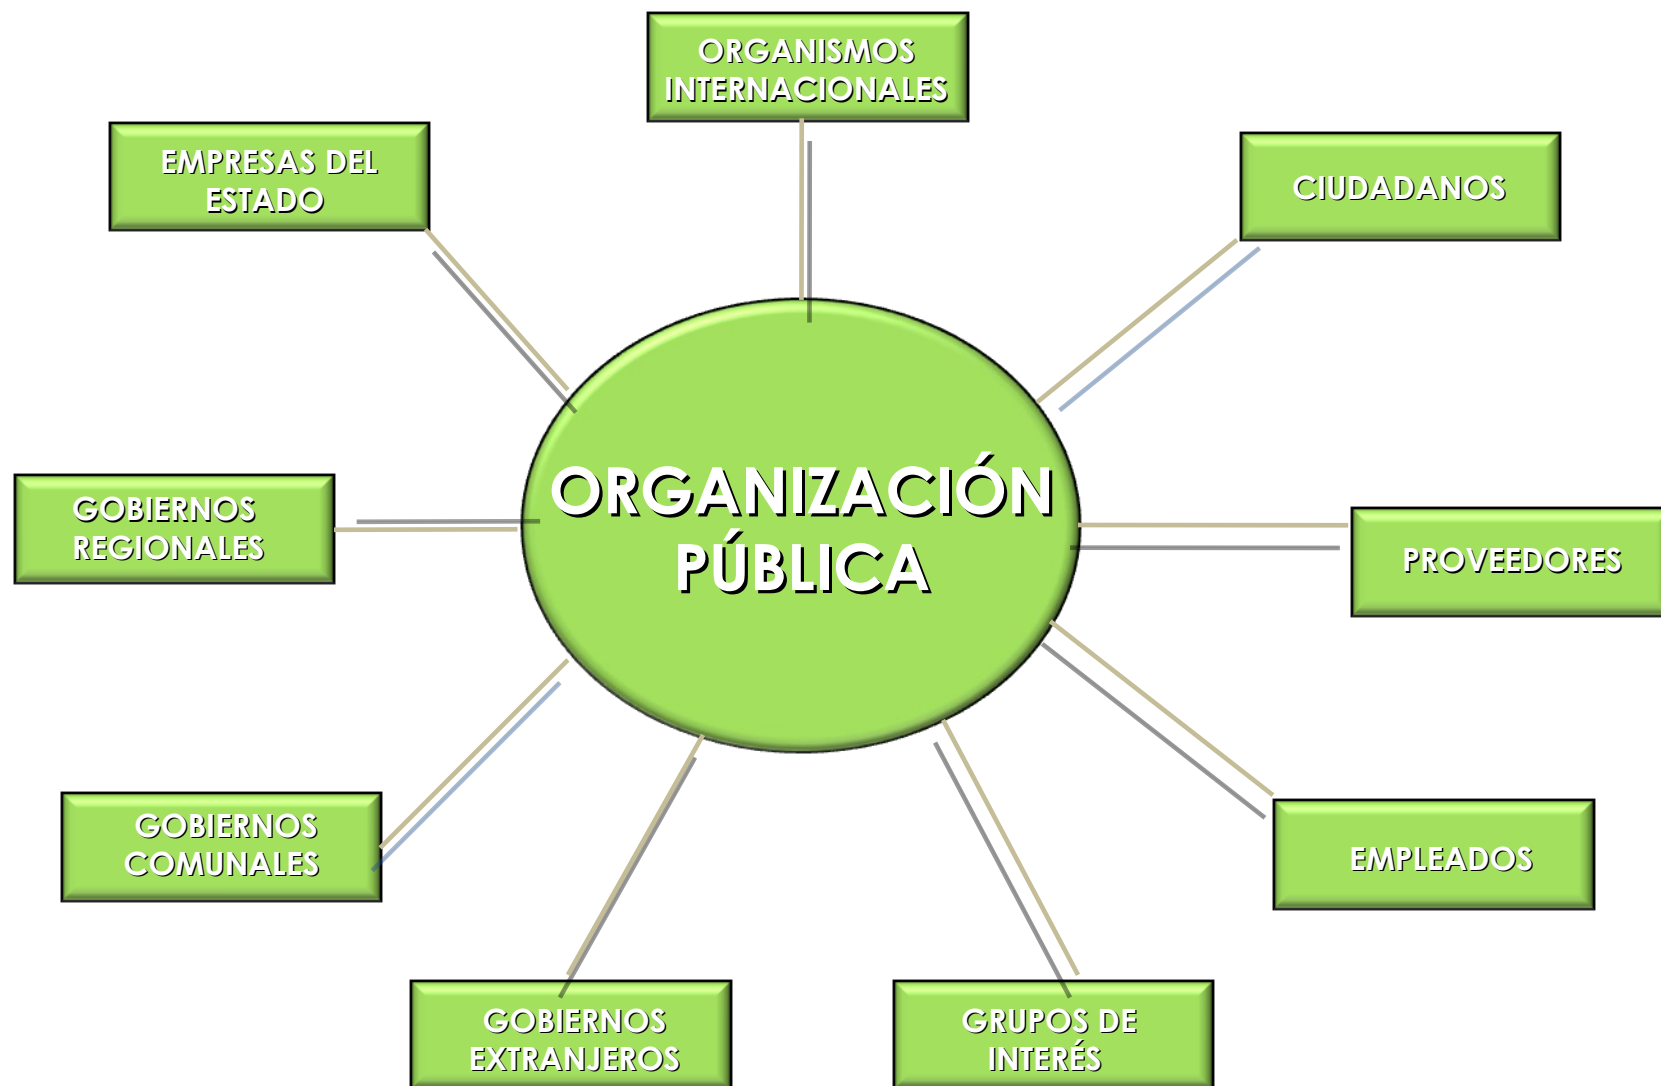 ORGANISMOS
INTERNACIONALES
EMPRESAS DEL
ESTADO
CIUDADANOS
ORGANIZACIÓN
PÚBLICA
GOBIERNOS
REGIONALES
PROVEEDORES
GOBIERNOS
COMUNALES
EMPLEADOS
GOBIERNOS
EXTRANJEROS
GRUPOS DE
INTERÉS